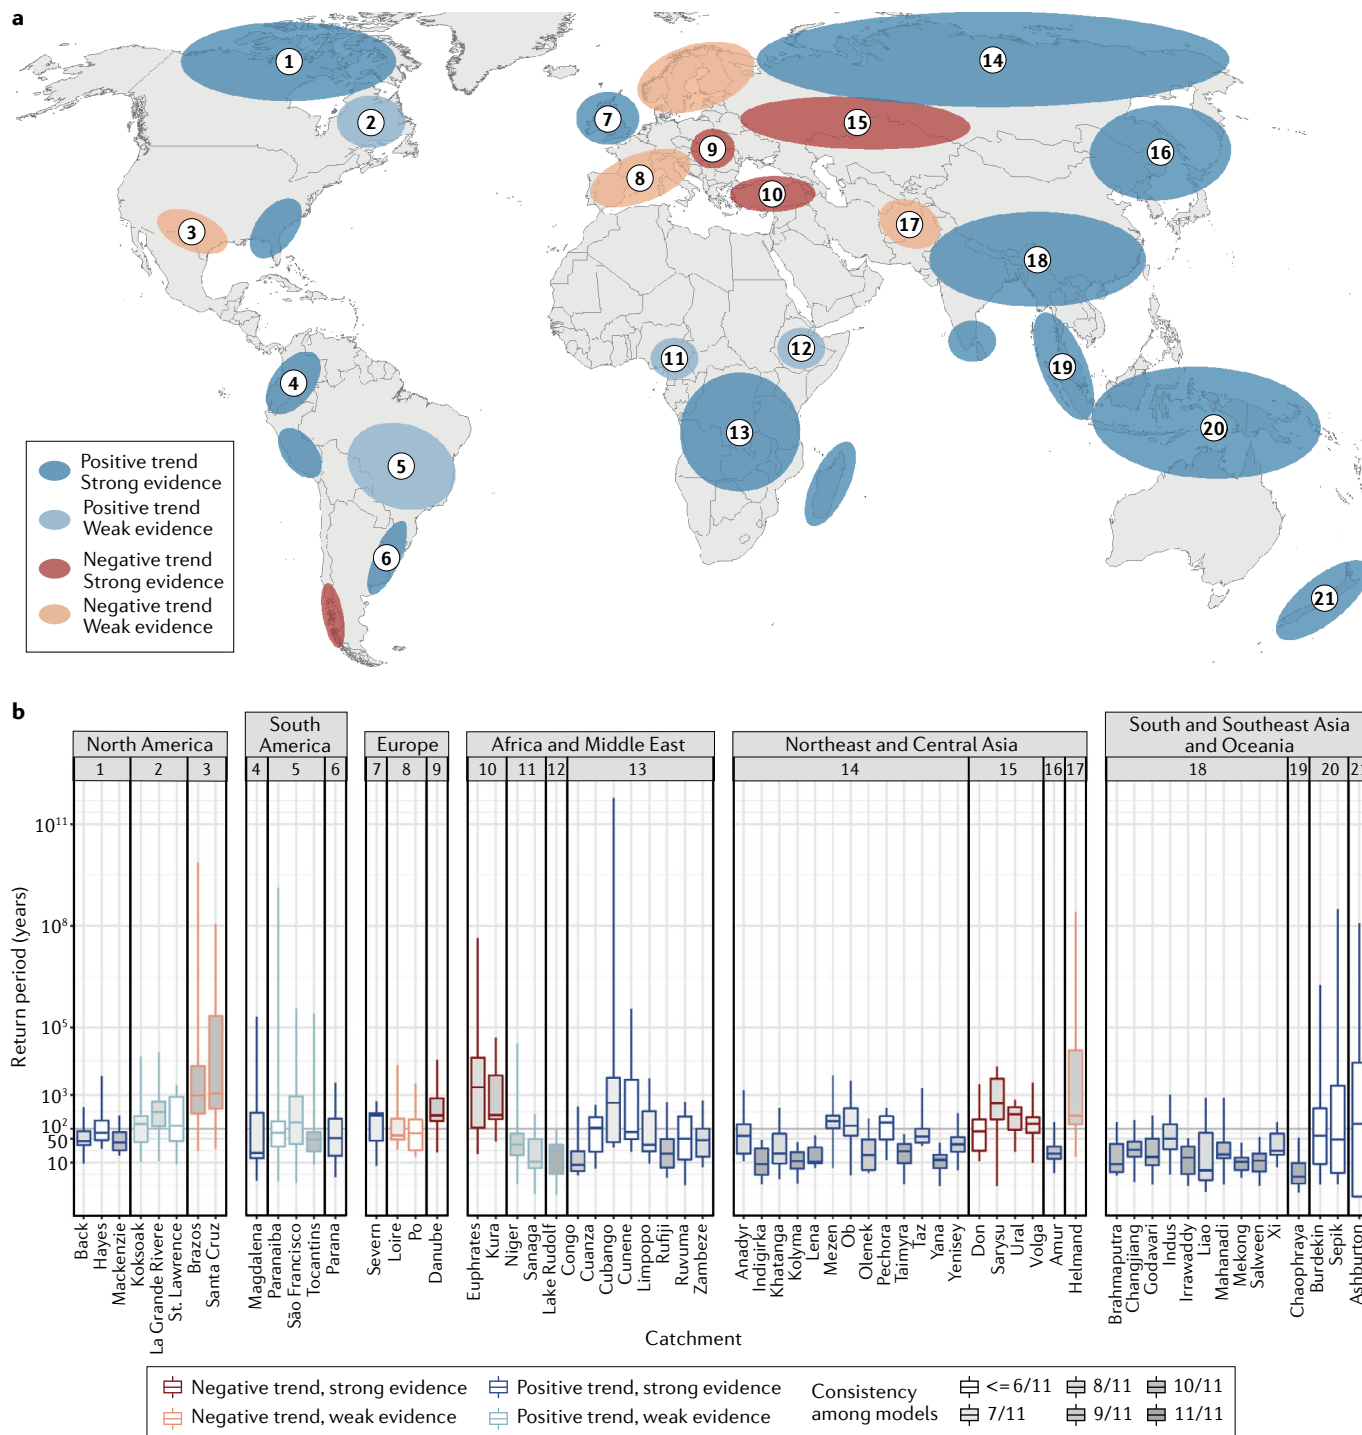 a
1
2
3
4
5
6
7
8
9
10
11
12
13
14
15
16
17
18
19
20
21
Positive trend
Strong evidence
Positive trend
Weak evidence
Negative trend
Strong evidence
Negative trend
Weak evidence
b
North America
South
America
Europe
Africa and Middle East
Northeast and Central Asia
South and Southeast Asia
and Oceania
1 2 3 4 5 6 7 8 9 10 11 12 13 14 15 16 17 18 19 20 21
Return period (years)
10¹¹
10⁸
10⁵
10³
10²
50
10
Back
Hayes
Mackenzie
Koksoak
La Grande Rivere
St. Lawrence
Brazos
Santa Cruz
Magdalena
Paranaiba
São Francisco
Tocantins
Parana
Severn
Loire
Po
Danube
Euphrates
Kura
Niger
Sanaga
Lake Rudolf
Congo
Cuanza
Cubango
Cunene
Limpopo
Rufiji
Ruvuma
Zambeze
Anadyr
Indigirka
Khatanga
Kolyma
Lena
Mezen
Ob
Olenek
Pechora
Taimyra
Taz
Yana
Yenisey
Don
Sarysu
Ural
Volga
Amur
Helmand
Brahmaputra
Changjiang
Godavari
Indus
Irrawaddy
Liao
Mahanadi
Mekong
Salween
Xi
Chaophraya
Burdekin
Sepik
Ashburton
Catchment
Negative trend, strong evidence
Negative trend, weak evidence
Positive trend, strong evidence
Positive trend, weak evidence
Consistency
among models
<=6/11
7/11
8/11
9/11
10/11
11/11